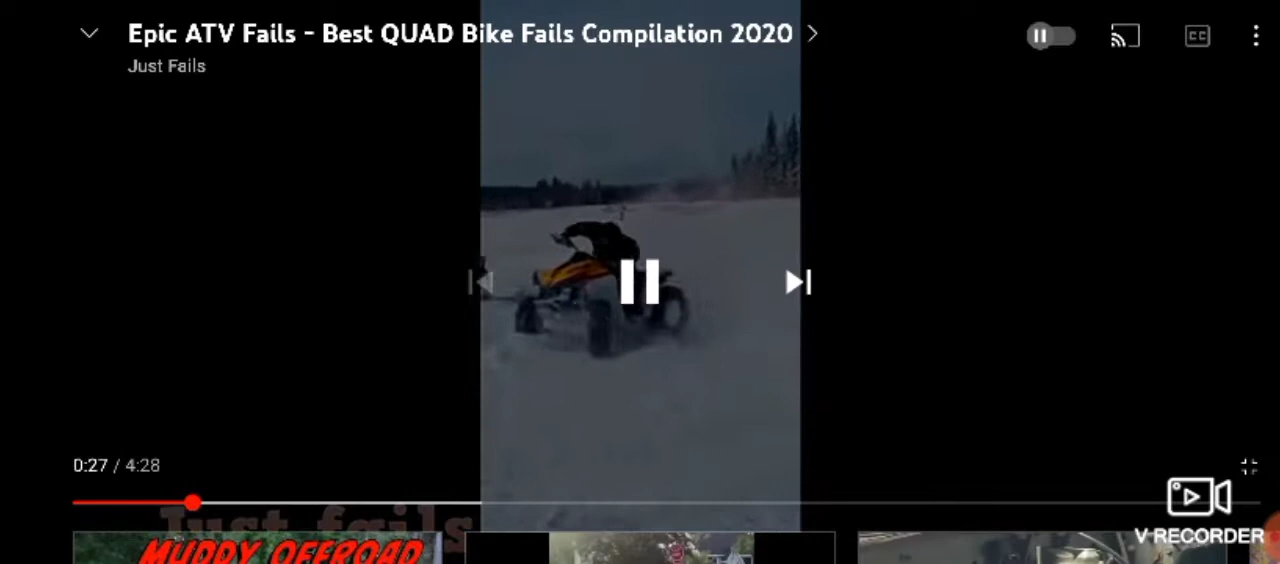 Epic ATV Fails - Best QUAD Bike Fails Compilation 2020
Just Fails
CC
0:27 / 4:28
Just fails
V RECORDER
MUDDY OFFROAD